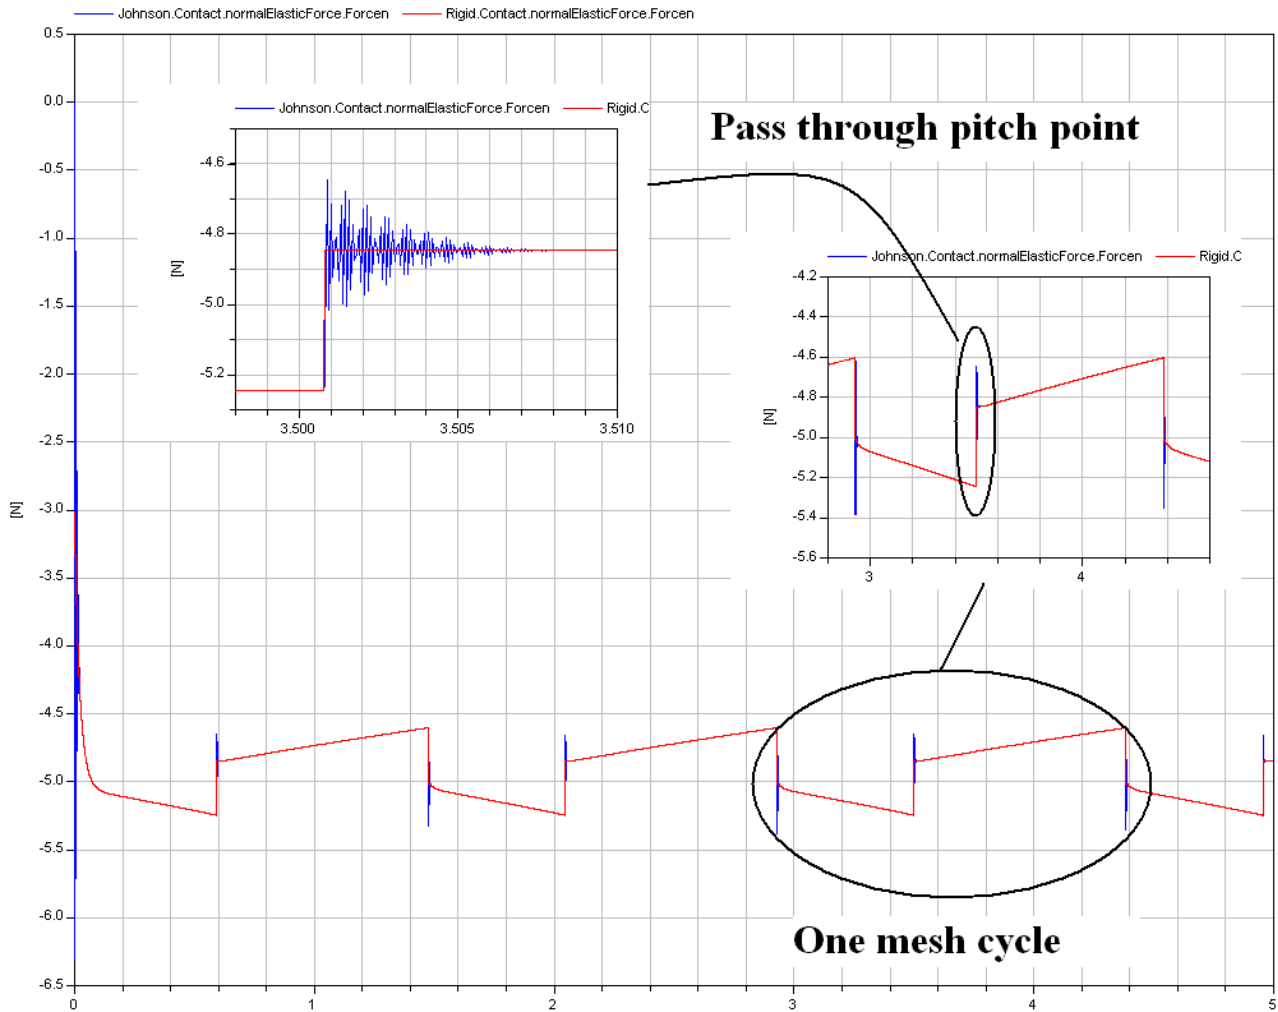 Johnson.Contact.normalElasticForce.Forcen Rigid.Contact.normalElasticForce.Forcen
0.5
0.0
-0.5
-1.0
-1.5
-2.0
-2.5
-3.0
-3.5
-4.0
-4.5
-5.0
-5.5
-6.0
-6.5
[N]
0 1 2 3 4 5
Johnson.Contact.normalElasticForce.Forcen Rigid.C
-4.6
-4.8
-5.0
-5.2
[N]
3.500 3.505 3.510
Pass through pitch point
Johnson.Contact.normalElasticForce.Forcen Rigid.C
-4.2
-4.4
-4.6
-4.8
-5.0
-5.2
-5.4
-5.6
[N]
3 4
One mesh cycle